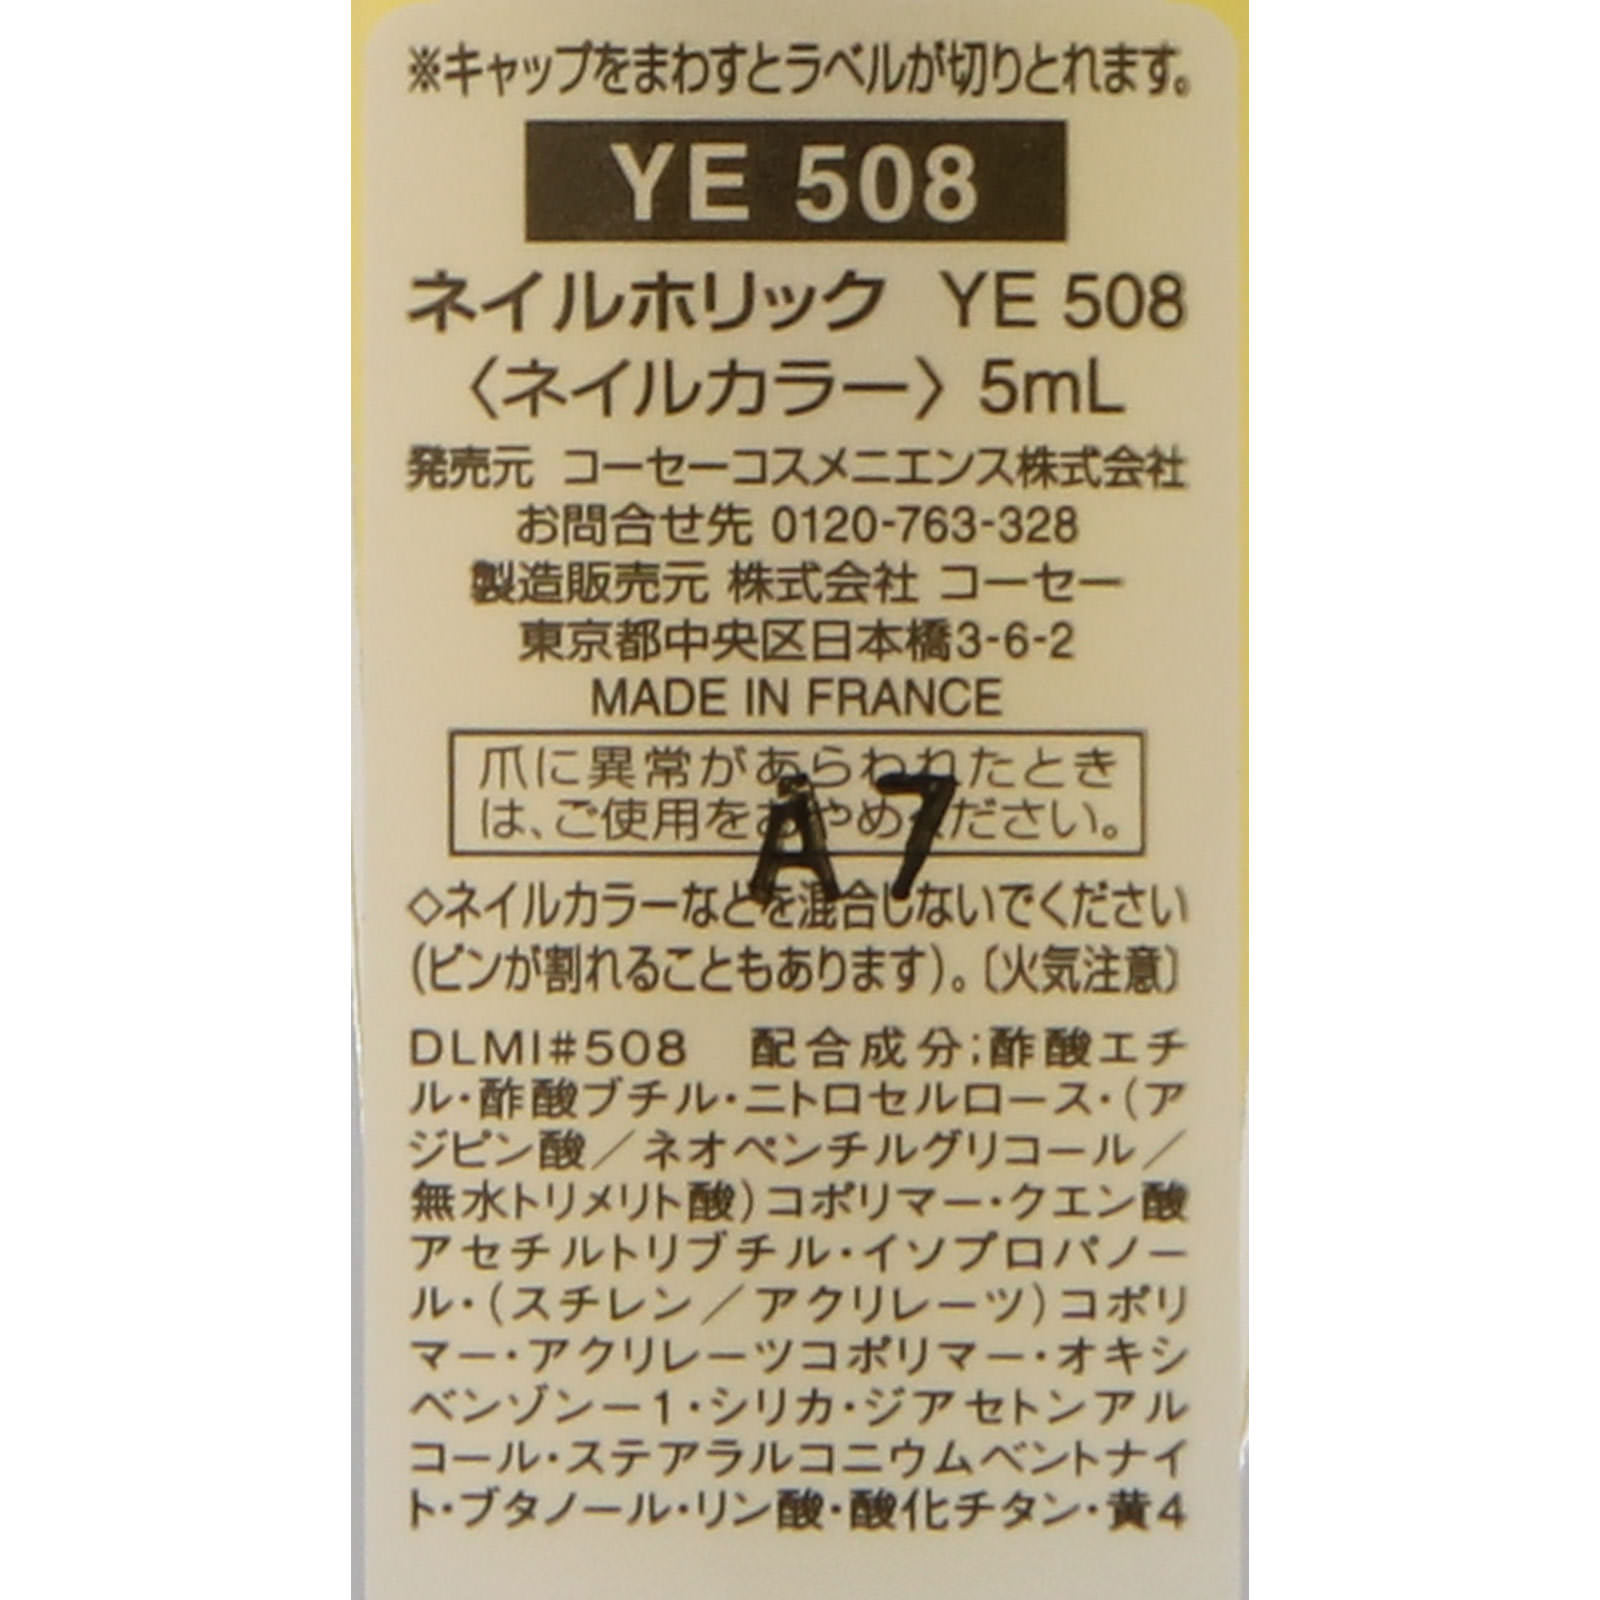 ※キャップをまわすとラベルが切りとれます。
YE 508
ネイルホリック YE 508
〈ネイルカラー〉5mL
発売元 コーセーコスメニエンス株式会社
お問合せ先 0120-763-328
製造販売元 株式会社 コーセー
東京都中央区日本橋3-6-2
MADE IN FRANCE
爪に異常があらわれたとき
は、ご使用をおやめください。
A7
◇ネイルカラーなどを混合しないでください
(ビンが割れることもあります)。〔火気注意〕
DLMI#508 配合成分;酢酸エチ
ル・酢酸ブチル・ニトロセルロース・(ア
ジピン酸／ネオペンチルグリコール／
無水トリメリト酸)コポリマー・クエン酸
アセチルトリブチル・イソプロパノー
ル・(スチレン／アクリレーツ)コポリ
マー・アクリレーツコポリマー・オキシ
ベンゾンー1・シリカ・ジアセトンアル
コール・ステアラルコニウムベントナイ
ト・ブタノール・リン酸・酸化チタン・黄4